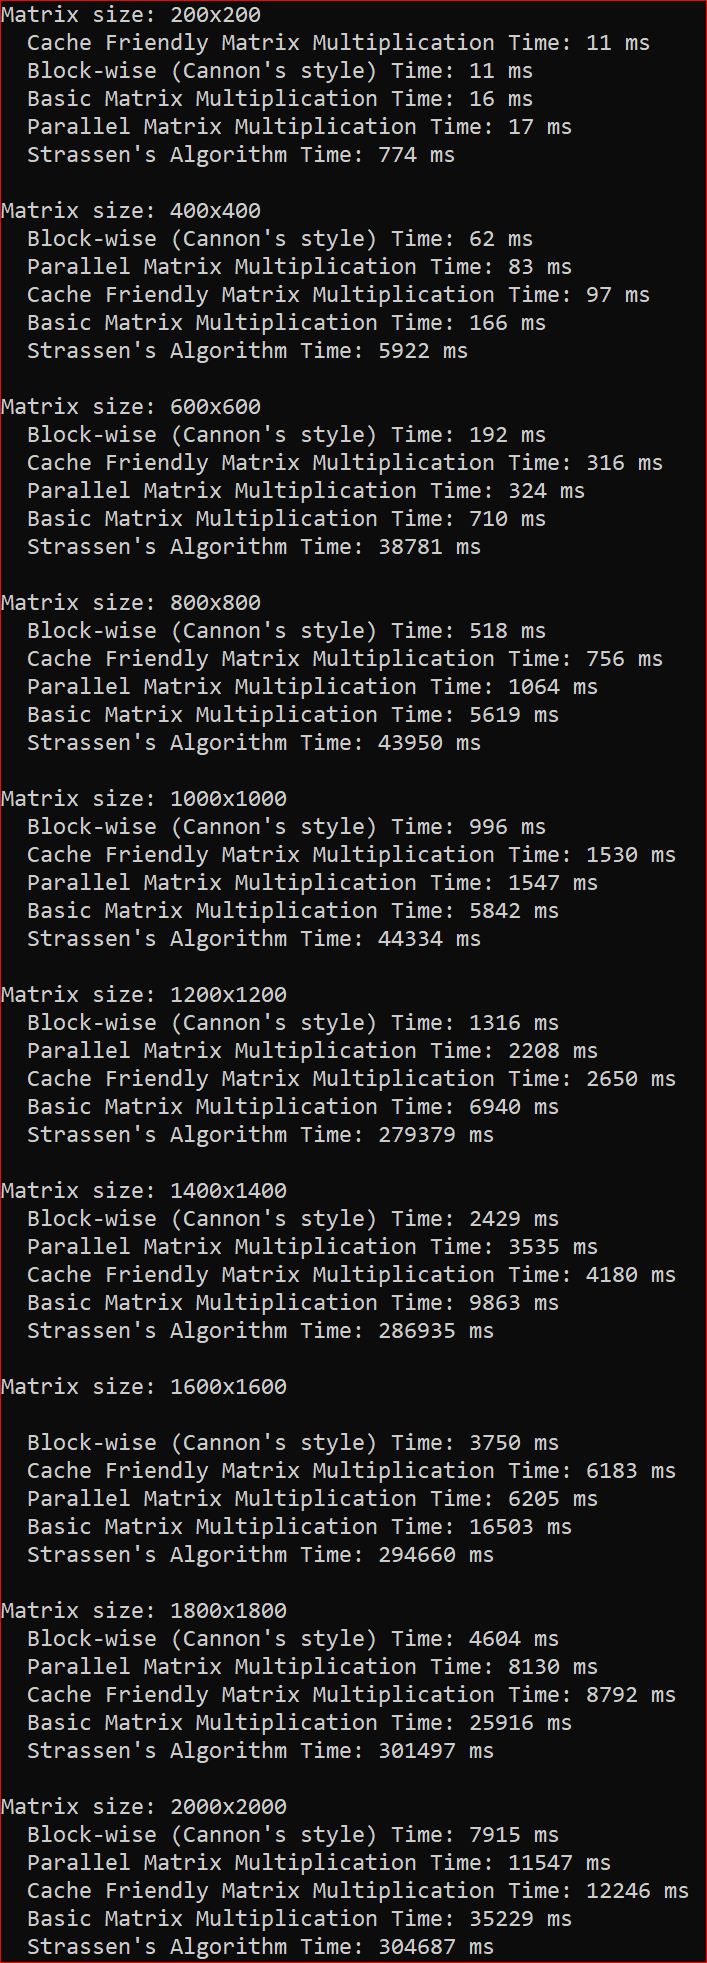 Matrix size: 200x200
Cache Friendly Matrix Multiplication Time: 11 ms
Block-wise (Cannon's style) Time: 11 ms
Basic Matrix Multiplication Time: 16 ms
Parallel Matrix Multiplication Time: 17 ms
Strassen's Algorithm Time: 774 ms
Matrix size: 400x400
Block-wise (Cannon's style) Time: 62 ms
Parallel Matrix Multiplication Time: 83 ms
Cache Friendly Matrix Multiplication Time: 97 ms
Basic Matrix Multiplication Time: 166 ms
Strassen's Algorithm Time: 5922 ms
Matrix size: 600x600
Block-wise (Cannon's style) Time: 192 ms
Cache Friendly Matrix Multiplication Time: 316 ms
Parallel Matrix Multiplication Time: 324 ms
Basic Matrix Multiplication Time: 710 ms
Strassen's Algorithm Time: 38781 ms
Matrix size: 800x800
Block-wise (Cannon's style) Time: 518 ms
Cache Friendly Matrix Multiplication Time: 756 ms
Parallel Matrix Multiplication Time: 1064 ms
Basic Matrix Multiplication Time: 5619 ms
Strassen's Algorithm Time: 43950 ms
Matrix size: 1000x1000
Block-wise (Cannon's style) Time: 996 ms
Cache Friendly Matrix Multiplication Time: 1530 ms
Parallel Matrix Multiplication Time: 1547 ms
Basic Matrix Multiplication Time: 5842 ms
Strassen's Algorithm Time: 44334 ms
Matrix size: 1200x1200
Block-wise (Cannon's style) Time: 1316 ms
Parallel Matrix Multiplication Time: 2208 ms
Cache Friendly Matrix Multiplication Time: 2650 ms
Basic Matrix Multiplication Time: 6940 ms
Strassen's Algorithm Time: 279379 ms
Matrix size: 1400x1400
Block-wise (Cannon's style) Time: 2429 ms
Parallel Matrix Multiplication Time: 3535 ms
Cache Friendly Matrix Multiplication Time: 4180 ms
Basic Matrix Multiplication Time: 9863 ms
Strassen's Algorithm Time: 286935 ms
Matrix size: 1600x1600
Block-wise (Cannon's style) Time: 3750 ms
Cache Friendly Matrix Multiplication Time: 6183 ms
Parallel Matrix Multiplication Time: 6205 ms
Basic Matrix Multiplication Time: 16503 ms
Strassen's Algorithm Time: 294660 ms
Matrix size: 1800x1800
Block-wise (Cannon's style) Time: 4604 ms
Parallel Matrix Multiplication Time: 8130 ms
Cache Friendly Matrix Multiplication Time: 8792 ms
Basic Matrix Multiplication Time: 25916 ms
Strassen's Algorithm Time: 301497 ms
Matrix size: 2000x2000
Block-wise (Cannon's style) Time: 7915 ms
Parallel Matrix Multiplication Time: 11547 ms
Cache Friendly Matrix Multiplication Time: 12246 ms
Basic Matrix Multiplication Time: 35229 ms
Strassen's Algorithm Time: 304687 ms